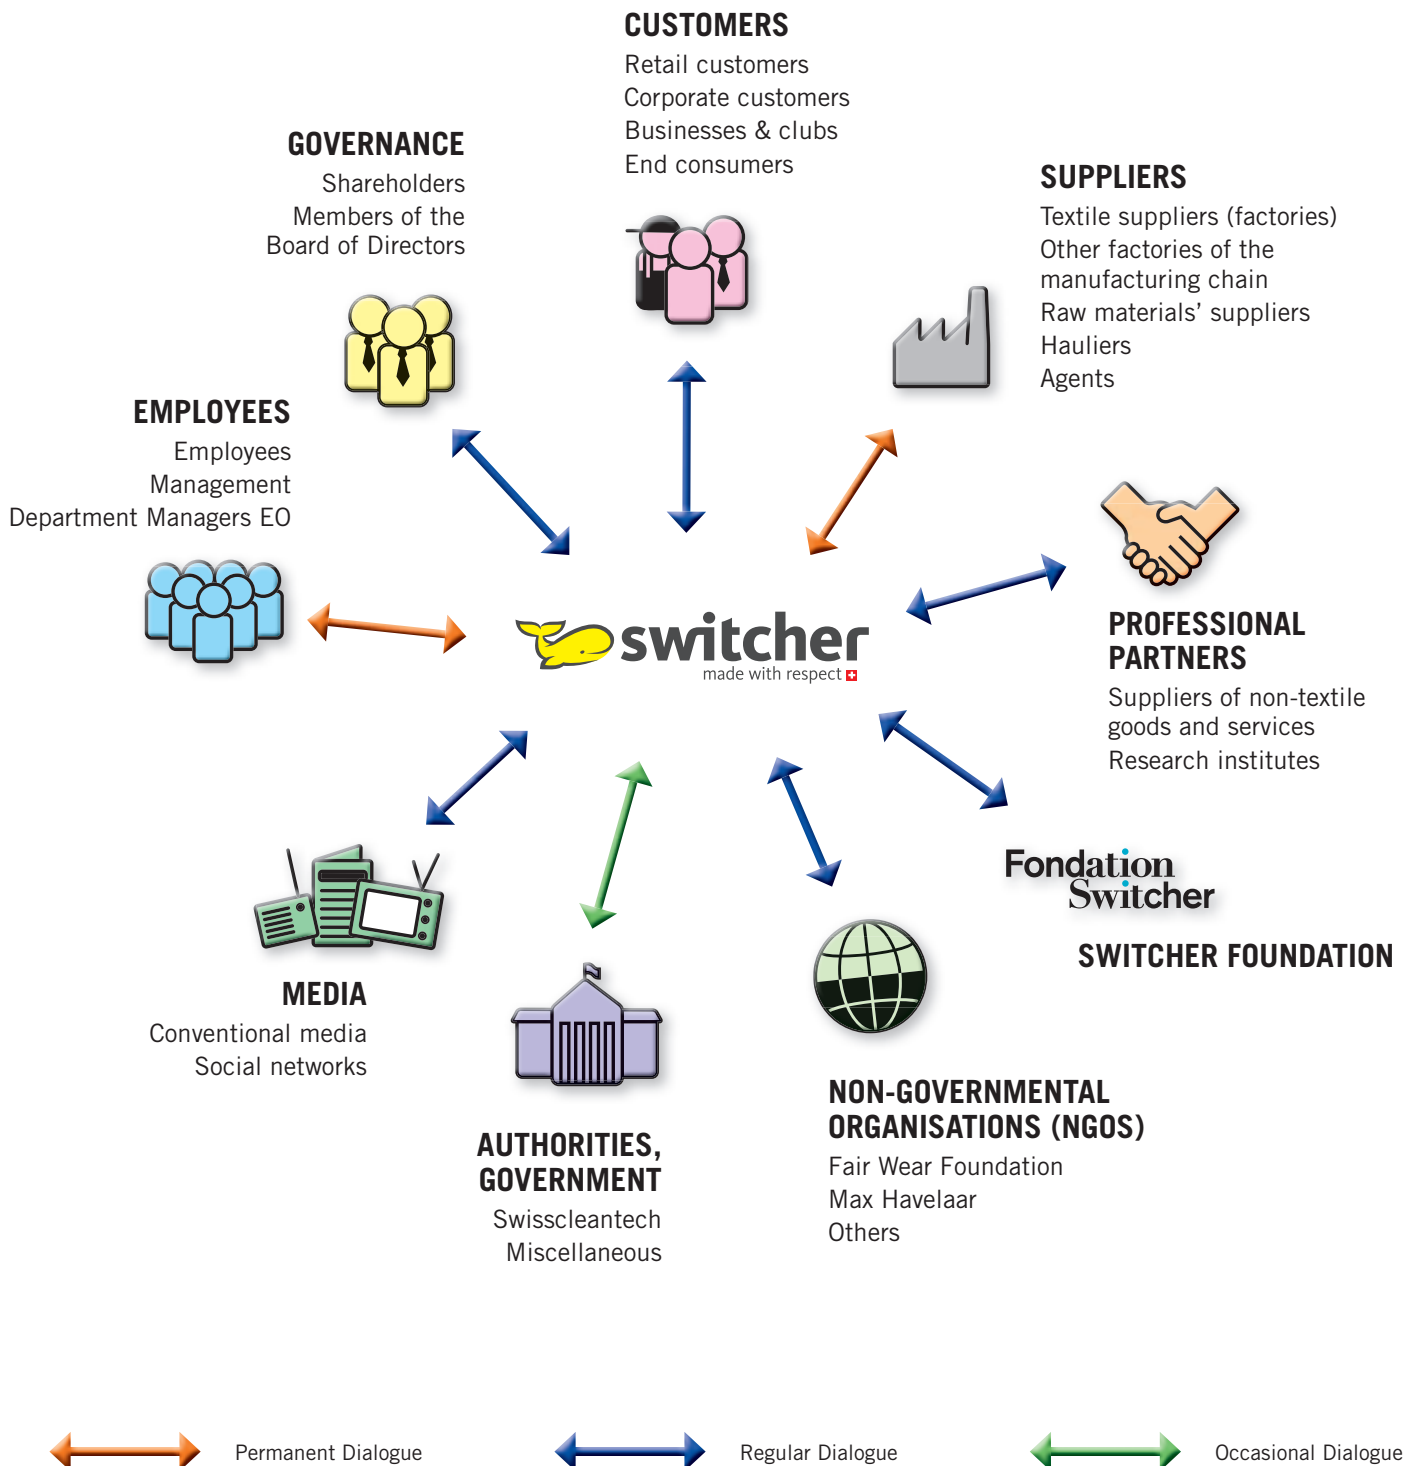 CUSTOMERS
Retail customers
Corporate customers
Businesses & clubs
End consumers
GOVERNANCE
Shareholders
Members of the
Board of Directors
SUPPLIERS
Textile suppliers (factories)
Other factories of the
manufacturing chain
Raw materials’ suppliers
Hauliers
Agents
EMPLOYEES
Employees
Management
Department Managers EO
switcher
made with respect
PROFESSIONAL
PARTNERS
Suppliers of non-textile
goods and services
Research institutes
Fondation
Switcher
SWITCHER FOUNDATION
MEDIA
Conventional media
Social networks
AUTHORITIES,
GOVERNMENT
Swisscleantech
Miscellaneous
NON-GOVERNMENTAL
ORGANISATIONS (NGOS)
Fair Wear Foundation
Max Havelaar
Others
Permanent Dialogue
Regular Dialogue
Occasional Dialogue